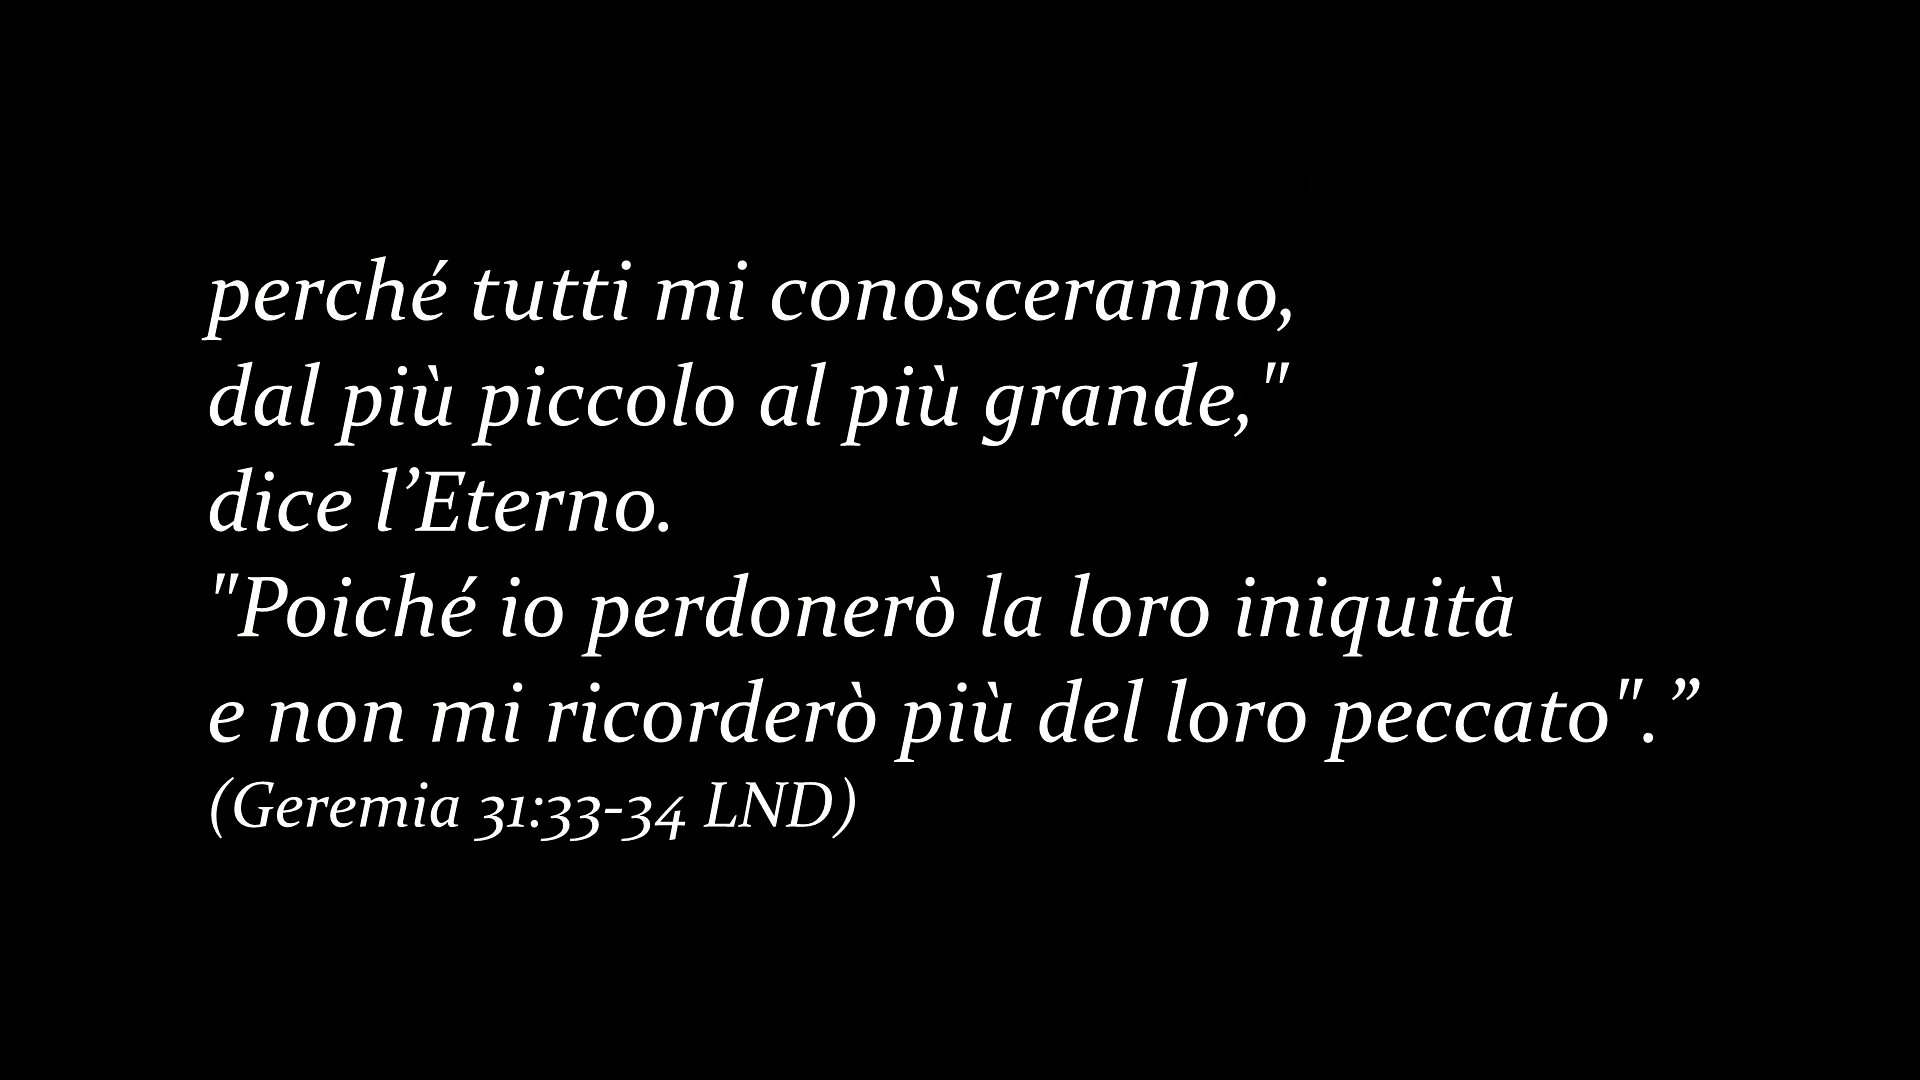 perché tutti mi conosceranno,
dal più piccolo al più grande,"
dice l’Eterno.
"Poiché io perdonerò la loro iniquità
e non mi ricorderò più del loro peccato".”
(Geremia 31:33-34 LND)